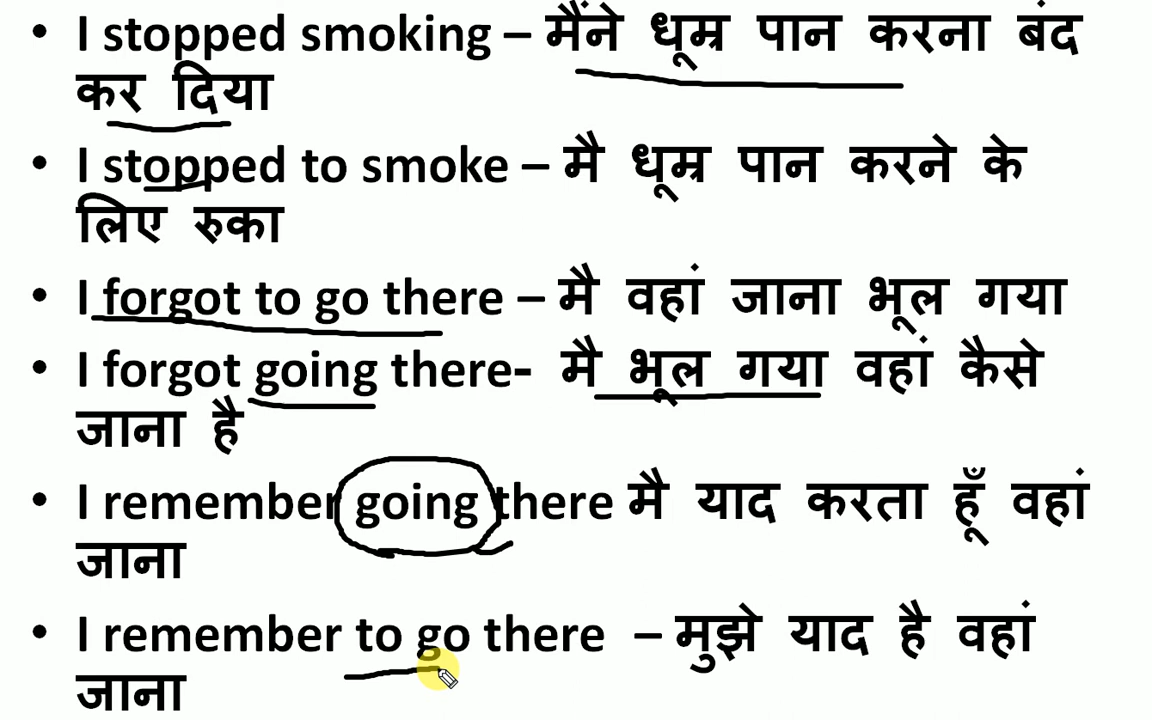 • I stopped smoking – मैंने धूम्र पान करना बंद
कर दिया
• I stopped to smoke – मै धूम्र पान करने के
लिए रुका
• I forgot to go there – मै वहां जाना भूल गया
• I forgot going there- मै भूल गया वहां कैसे
जाना है
• I remember going there मै याद करता हूँ वहां
जाना
• I remember to go there – मुझे याद है वहां
जाना